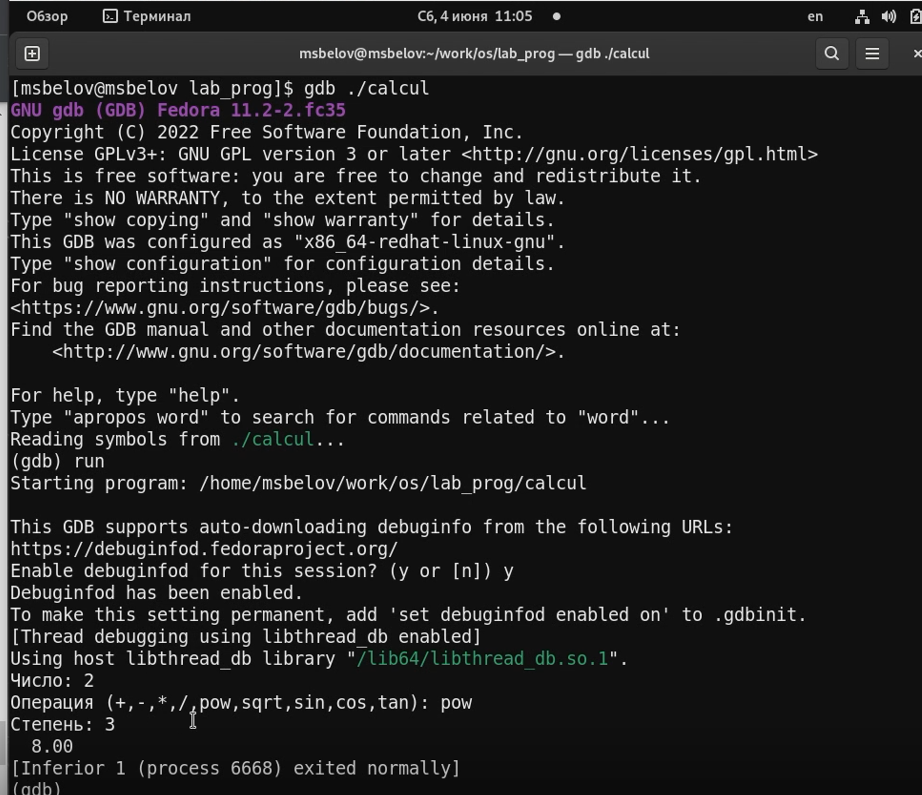 Обзор Терминал Сб, 4 июня 11:05 en
msbelov@msbelov:~/work/os/lab_prog — gdb ./calcul
[msbelov@msbelov lab_prog]$ gdb ./calcul
GNU gdb (GDB) Fedora 11.2-2.fc35
Copyright (C) 2022 Free Software Foundation, Inc.
License GPLv3+: GNU GPL version 3 or later <http://gnu.org/licenses/gpl.html>
This is free software: you are free to change and redistribute it.
There is NO WARRANTY, to the extent permitted by law.
Type "show copying" and "show warranty" for details.
This GDB was configured as "x86_64-redhat-linux-gnu".
Type "show configuration" for configuration details.
For bug reporting instructions, please see:
<https://www.gnu.org/software/gdb/bugs/>.
Find the GDB manual and other documentation resources online at:
    <http://www.gnu.org/software/gdb/documentation/>.
For help, type "help".
Type "apropos word" to search for commands related to "word"...
Reading symbols from ./calcul...
(gdb) run
Starting program: /home/msbelov/work/os/lab_prog/calcul
This GDB supports auto-downloading debuginfo from the following URLs:
https://debuginfod.fedoraproject.org/
Enable debuginfod for this session? (y or [n]) y
Debuginfod has been enabled.
To make this setting permanent, add 'set debuginfod enabled on' to .gdbinit.
[Thread debugging using libthread_db enabled]
Using host libthread_db library "/lib64/libthread_db.so.1".
Число: 2
Операция (+,-,*,/,pow,sqrt,sin,cos,tan): pow
Степень: 3
  8.00
[Inferior 1 (process 6668) exited normally]
(gdb)